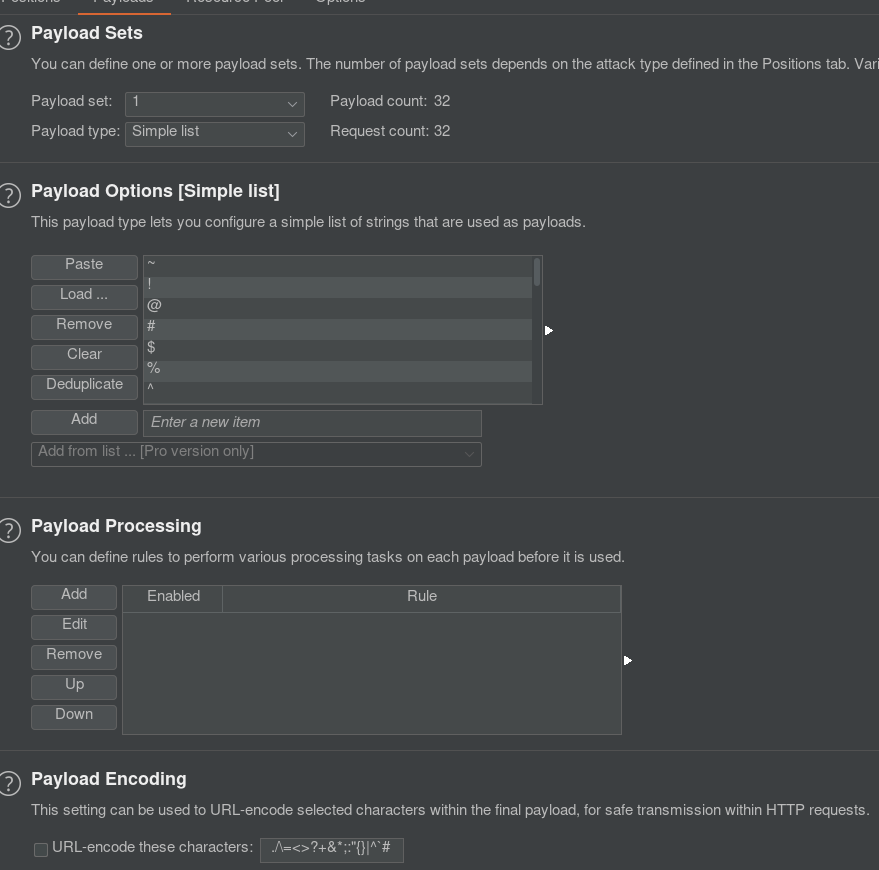 Positions Payloads Resource Pool Options
Payload Sets
You can define one or more payload sets. The number of payload sets depends on the attack type defined in the Positions tab. Vari
Payload set: 1 Payload count: 32
Payload type: Simple list Request count: 32
Payload Options [Simple list]
This payload type lets you configure a simple list of strings that are used as payloads.
Paste
Load ...
Remove
Clear
Deduplicate
~
!
@
#
$
%
^
Add Enter a new item
Add from list ... [Pro version only]
Payload Processing
You can define rules to perform various processing tasks on each payload before it is used.
Add
Edit
Remove
Up
Down
Enabled Rule
Payload Encoding
This setting can be used to URL-encode selected characters within the final payload, for safe transmission within HTTP requests.
URL-encode these characters: ./\=<>?+&*;:"{}|^`#